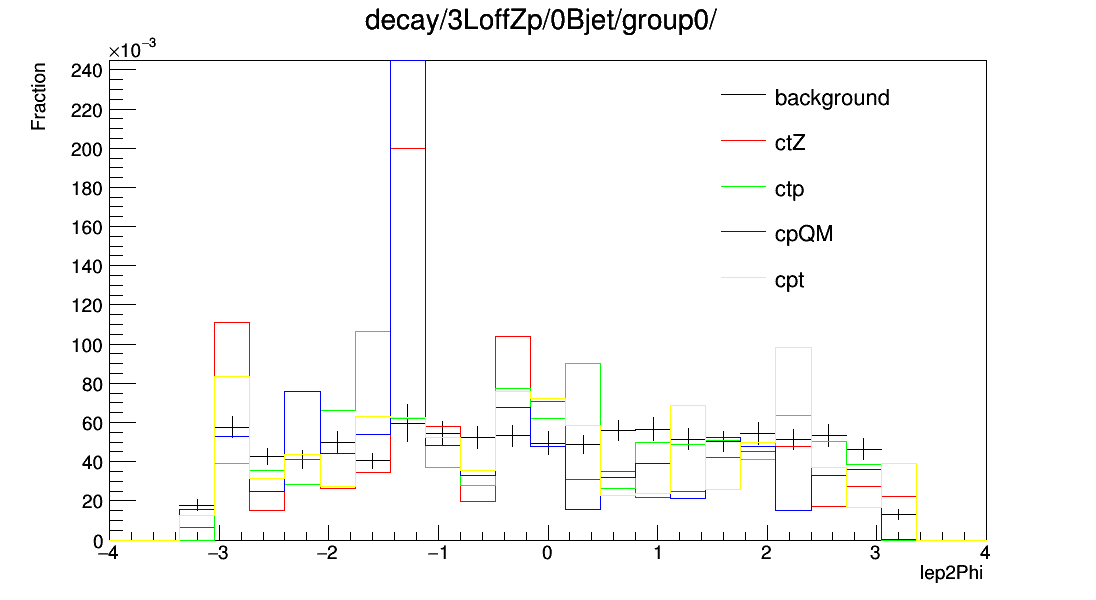 decay/3LoffZp/0Bjet/group0/
×10⁻³
Fraction
240
220
200
180
160
140
120
100
80
60
40
20
0
background
ctZ
ctp
cpQM
cpt
−4
−3
−2
−1
0
1
2
3
4
lep2Phi